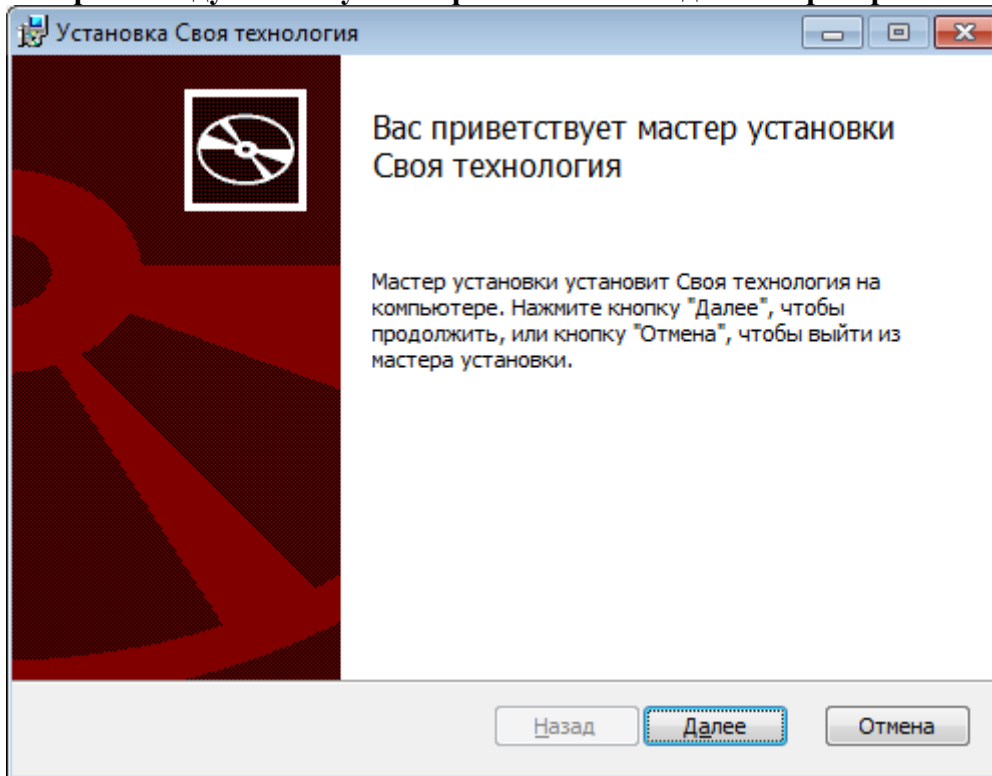 Установка Своя технология
Вас приветствует мастер установки
Своя технология
Мастер установки установит Своя технология на
компьютере. Нажмите кнопку "Далее", чтобы
продолжить, или кнопку "Отмена", чтобы выйти из
мастера установки.
Назад Далее Отмена